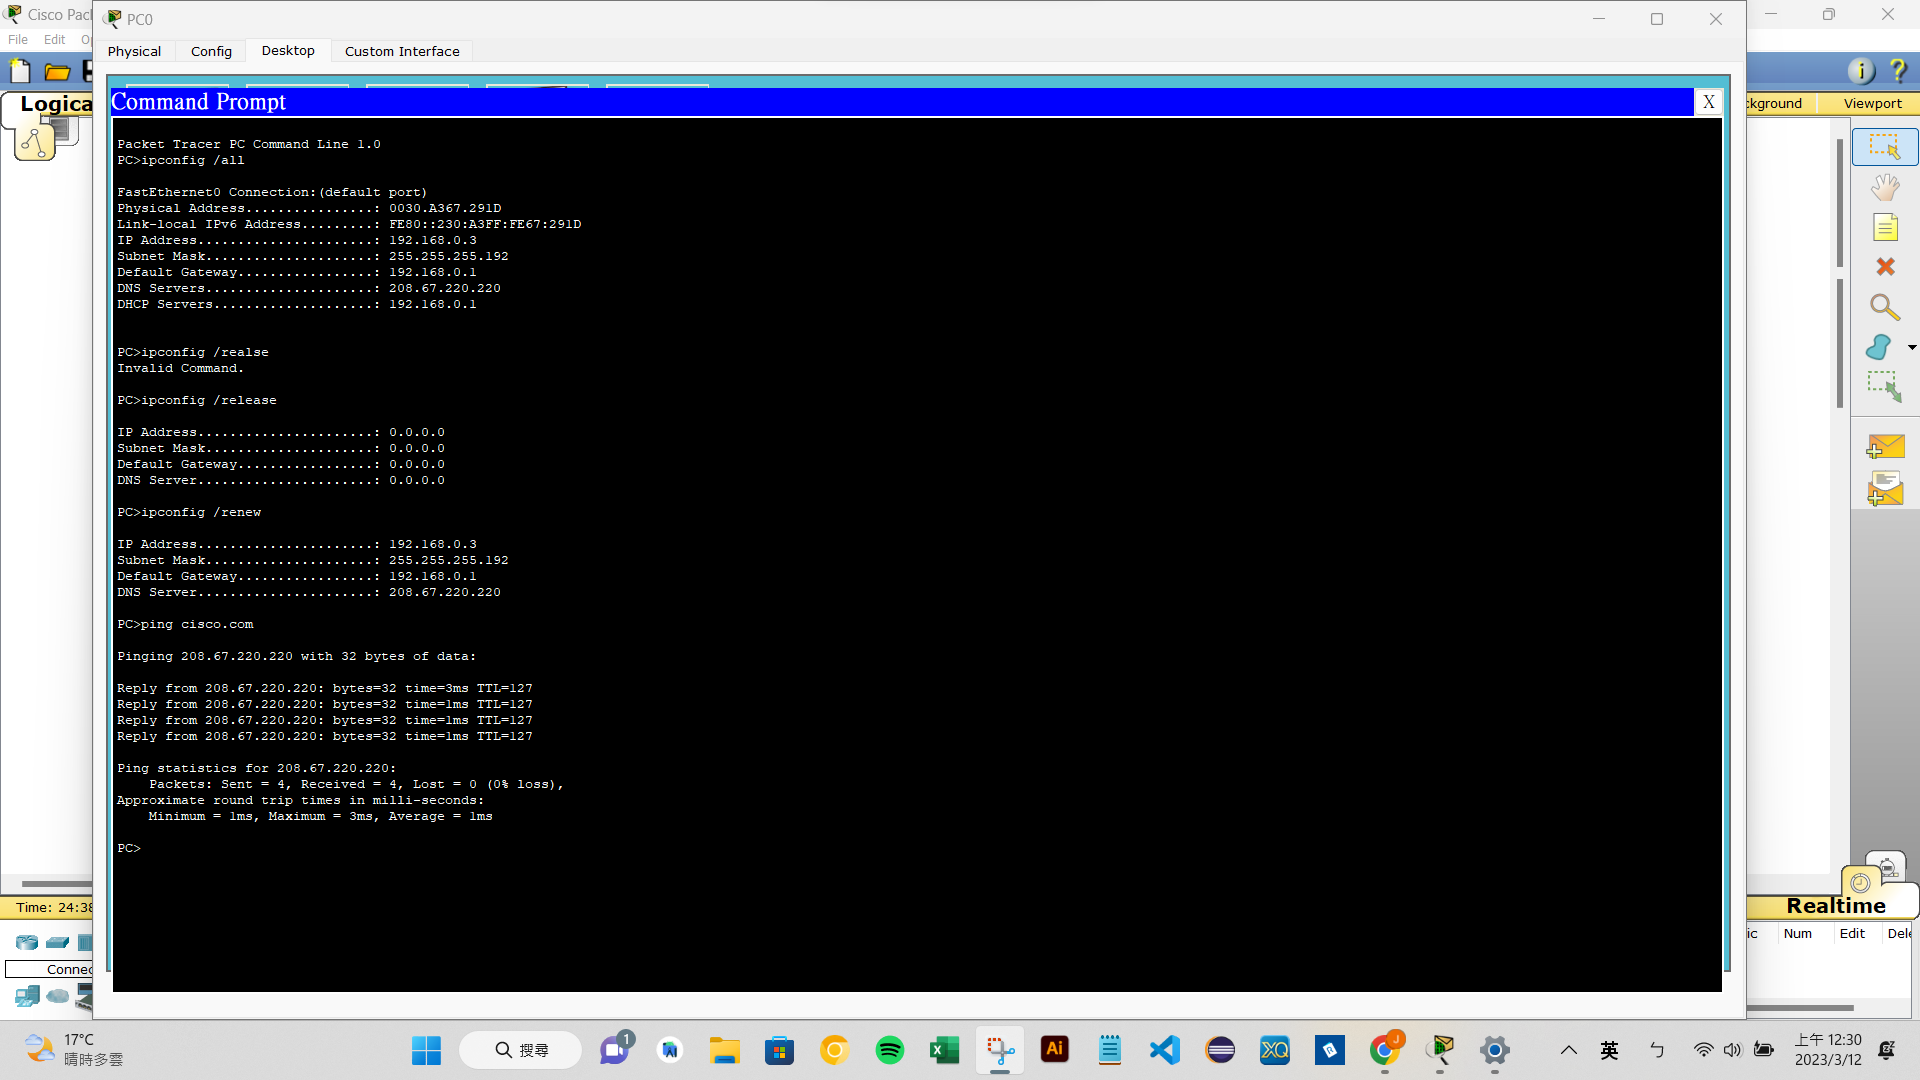 Cisco Pack
PC0
File Edit O
Physical Config Desktop Custom Interface
Logica
ckground Viewport
Command Prompt X
Packet Tracer PC Command Line 1.0
PC>ipconfig /all
FastEthernet0 Connection:(default port)
Physical Address................: 0030.A367.291D
Link-local IPv6 Address.........: FE80::230:A3FF:FE67:291D
IP Address......................: 192.168.0.3
Subnet Mask.....................: 255.255.255.192
Default Gateway.................: 192.168.0.1
DNS Servers.....................: 208.67.220.220
DHCP Servers....................: 192.168.0.1
PC>ipconfig /realse
Invalid Command.
PC>ipconfig /release
IP Address......................: 0.0.0.0
Subnet Mask.....................: 0.0.0.0
Default Gateway.................: 0.0.0.0
DNS Server......................: 0.0.0.0
PC>ipconfig /renew
IP Address......................: 192.168.0.3
Subnet Mask.....................: 255.255.255.192
Default Gateway.................: 192.168.0.1
DNS Server......................: 208.67.220.220
PC>ping cisco.com
Pinging 208.67.220.220 with 32 bytes of data:
Reply from 208.67.220.220: bytes=32 time=3ms TTL=127
Reply from 208.67.220.220: bytes=32 time=1ms TTL=127
Reply from 208.67.220.220: bytes=32 time=1ms TTL=127
Reply from 208.67.220.220: bytes=32 time=1ms TTL=127
Ping statistics for 208.67.220.220:
Packets: Sent = 4, Received = 4, Lost = 0 (0% loss),
Approximate round trip times in milli-seconds:
Minimum = 1ms, Maximum = 3ms, Average = 1ms
PC>
Time: 24:38
Realtime
ic Num Edit Dele
Connec
17°C
晴時多雲
搜尋
1
Ai
XQ
J
英
ㄅ
上午 12:30
2023/3/12